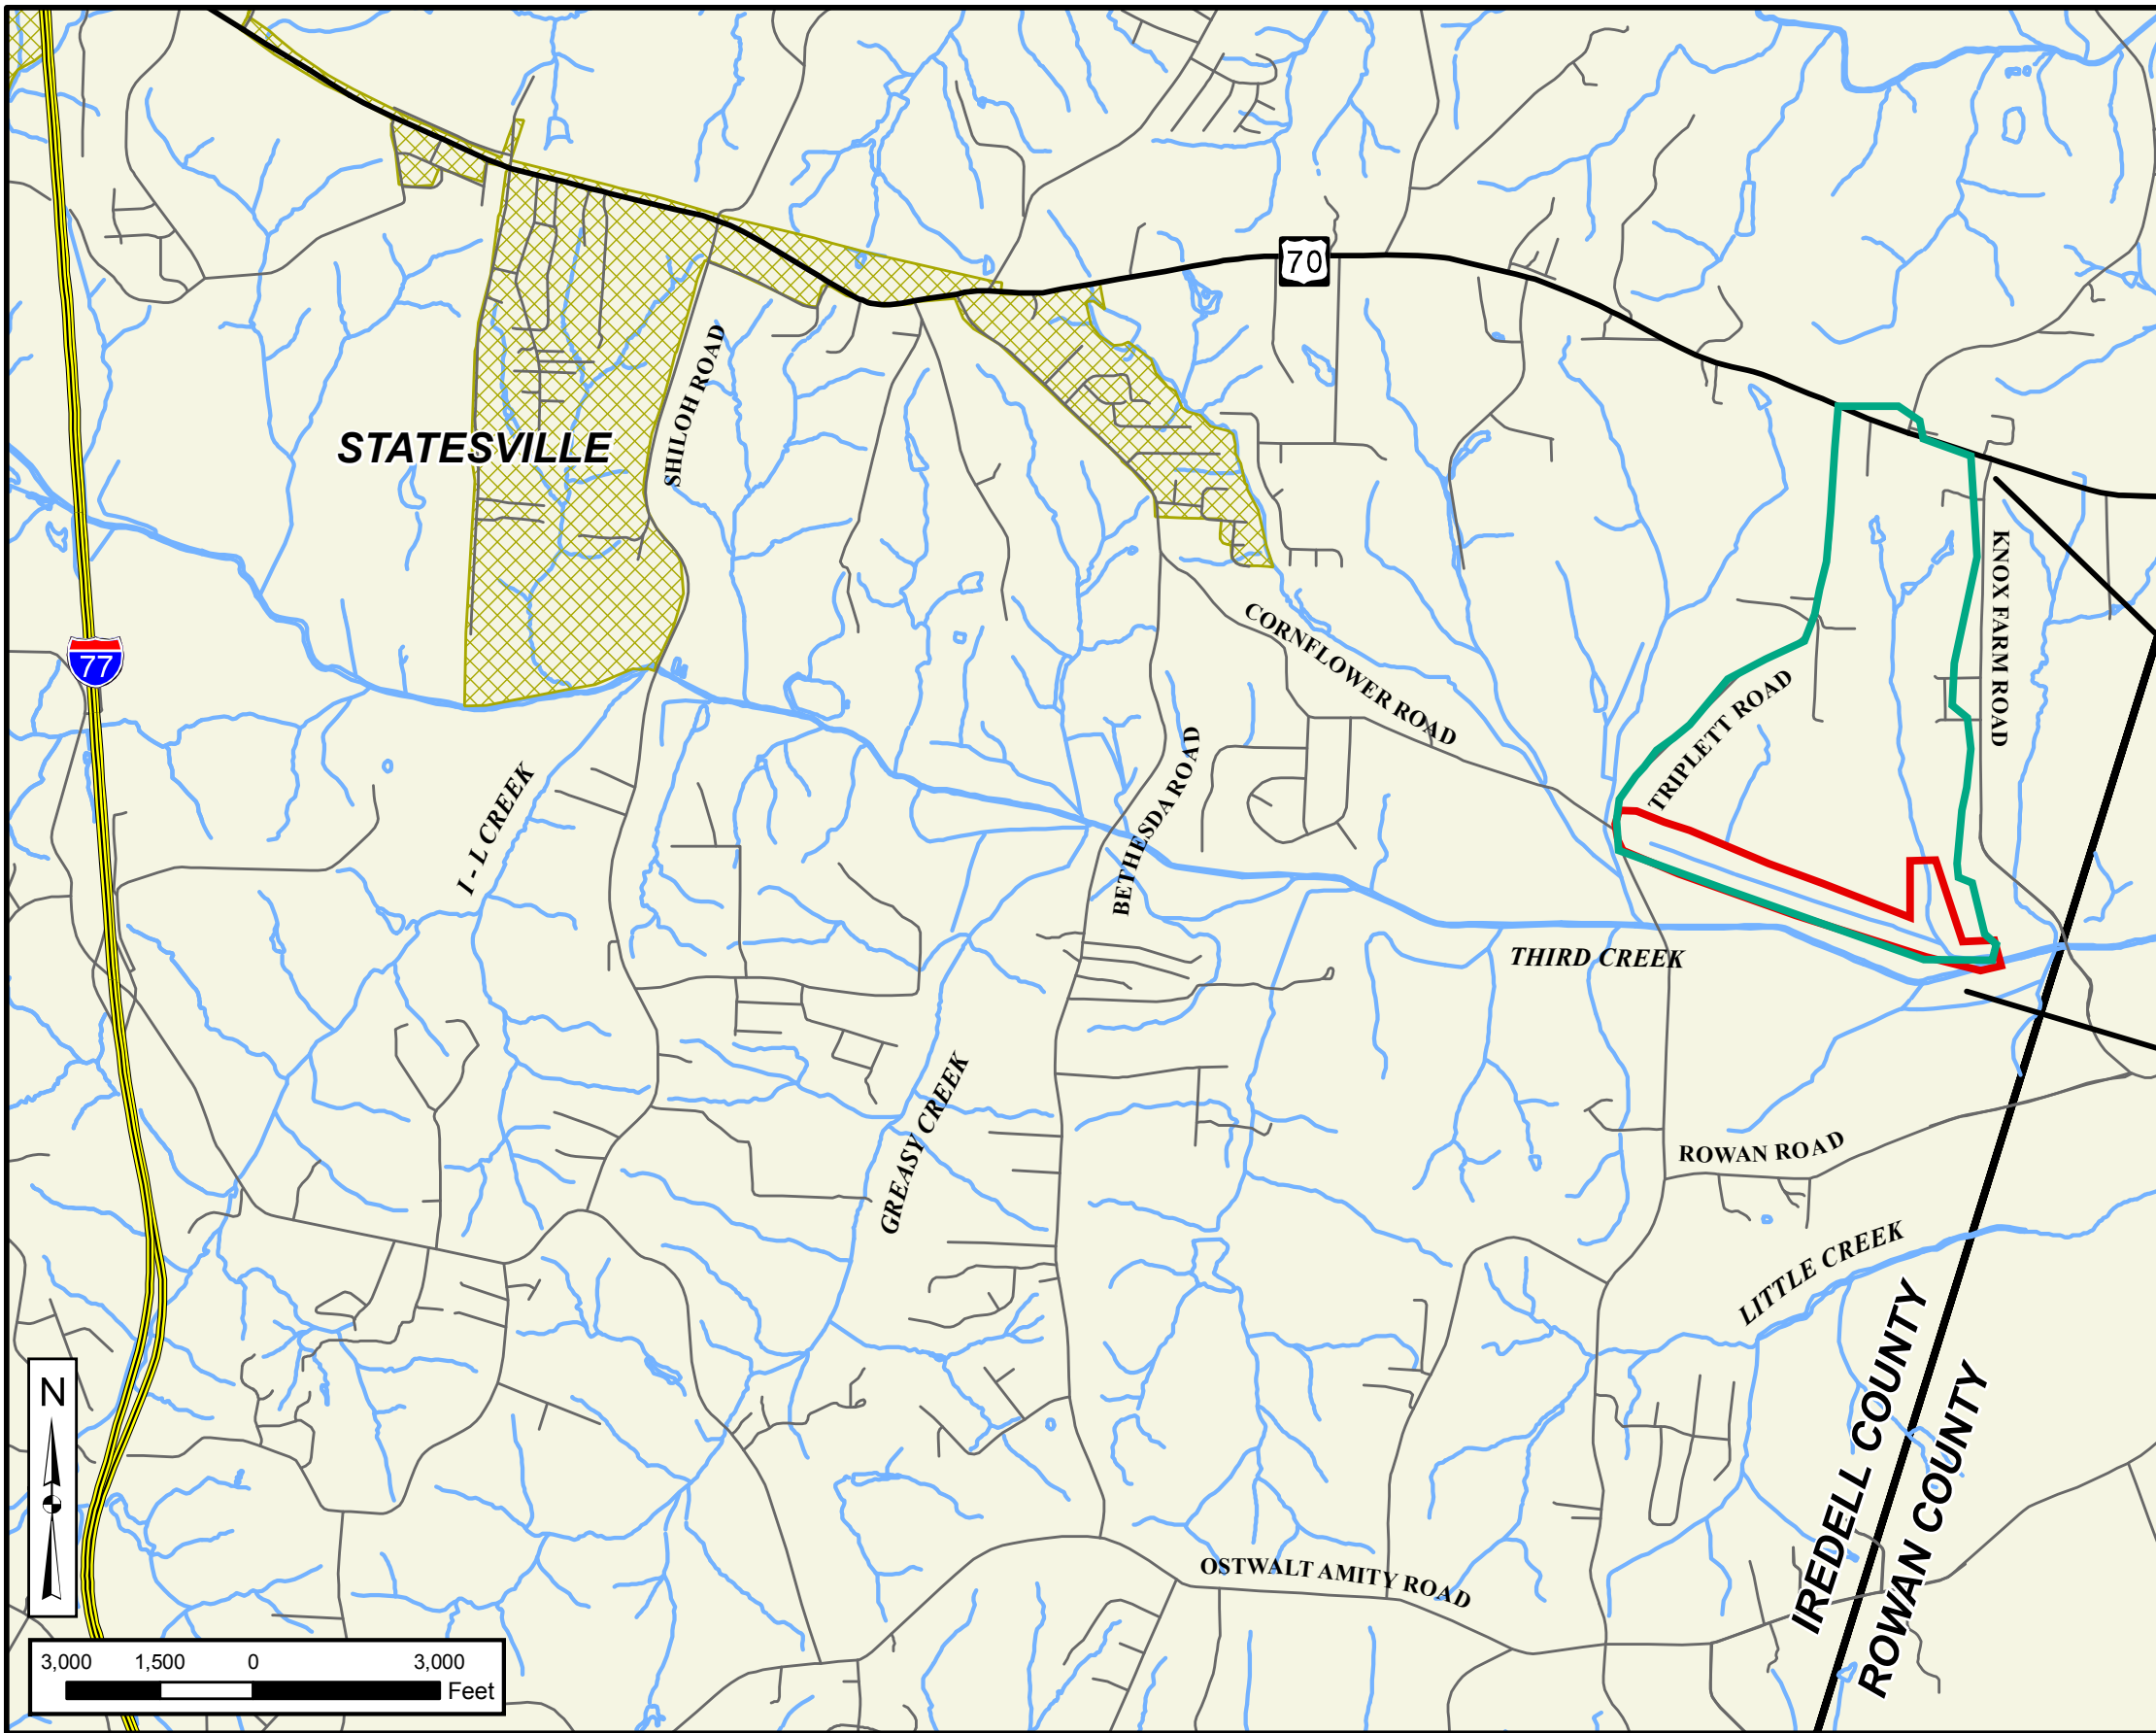 70
STATESVILLE
SHILOH ROAD
KNOX FARM ROAD
77
CORNFLOWER ROAD
TRIPLETT ROAD
I - L CREEK
BETHESDA ROAD
THIRD CREEK
GREASY CREEK
ROWAN ROAD
LITTLE CREEK
IREDELL COUNTY
ROWAN COUNTY
N
OSTWALT AMITY ROAD
3,000 1,500 0 3,000
Feet